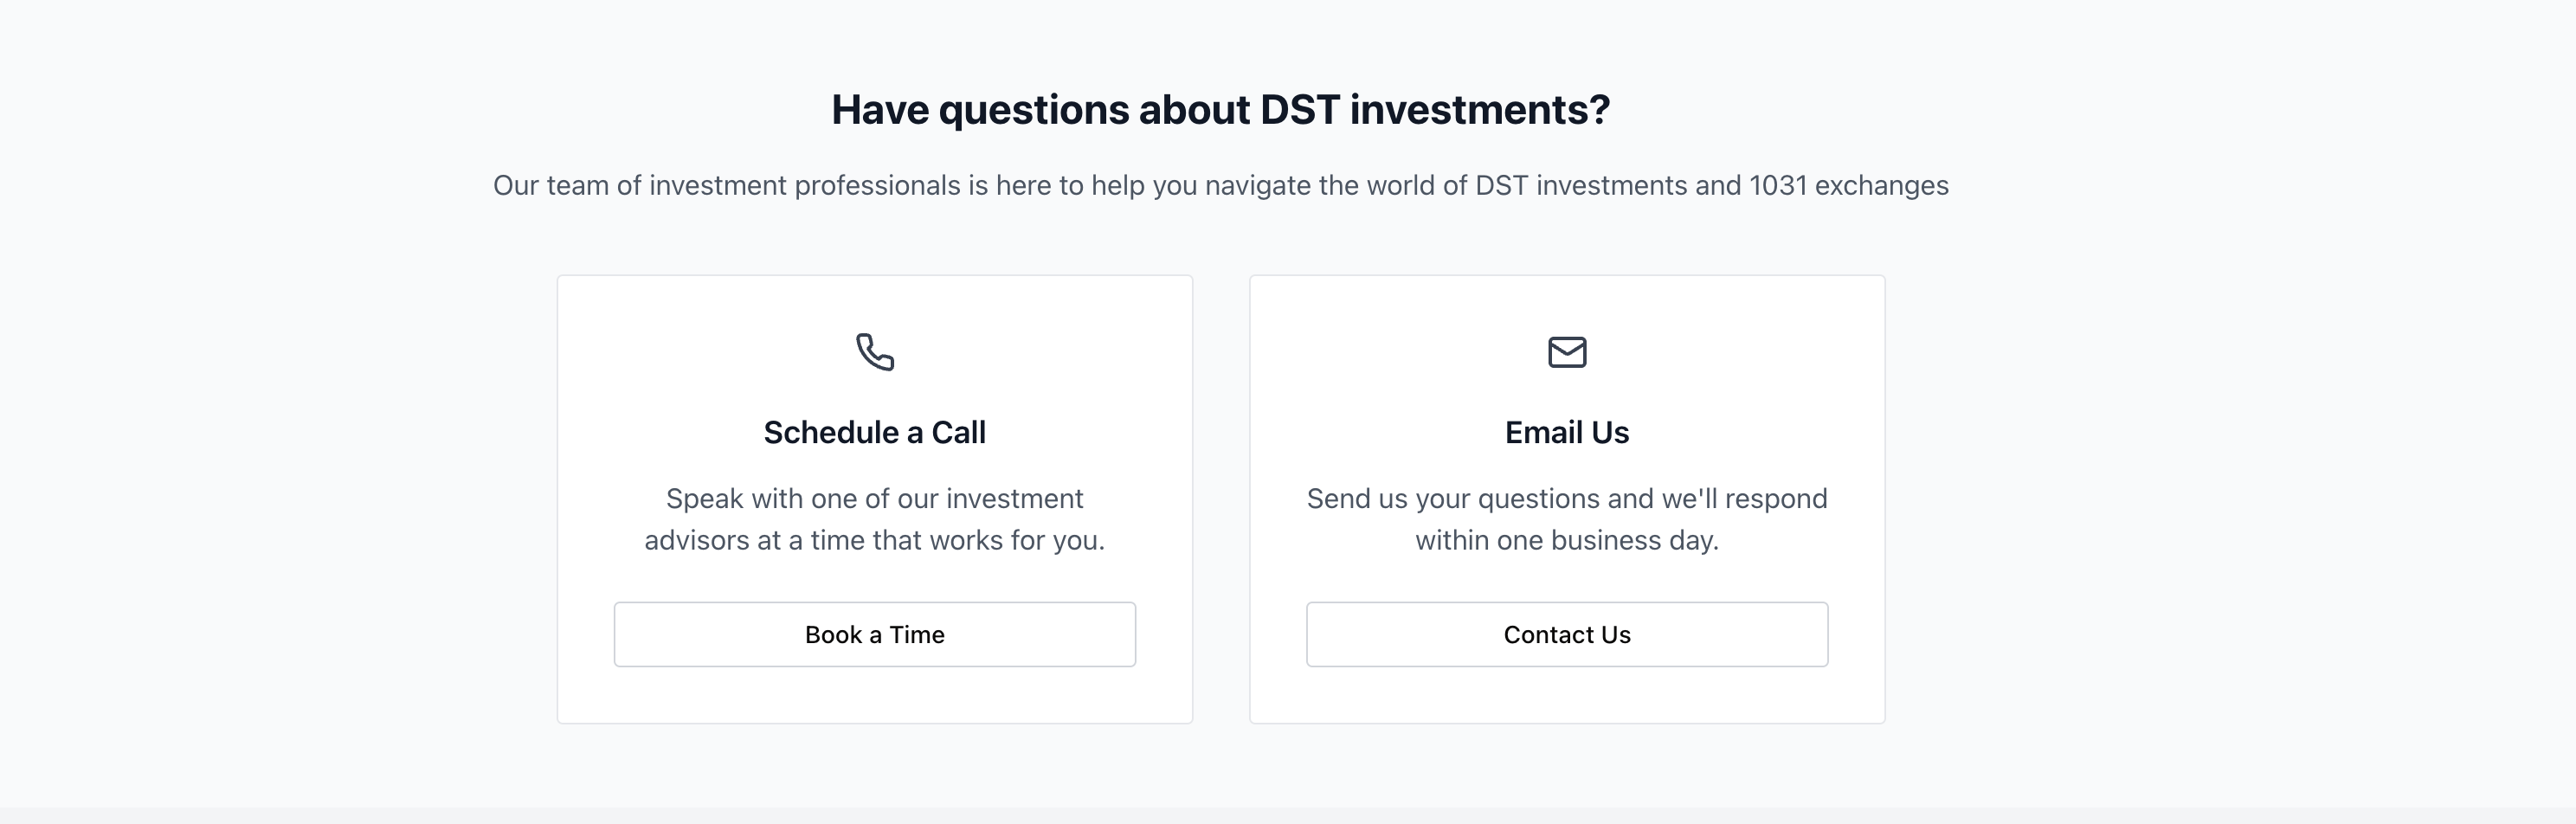 Have questions about DST investments?
Our team of investment professionals is here to help you navigate the world of DST investments and 1031 exchanges
Schedule a Call
Speak with one of our investment
advisors at a time that works for you.
Book a Time
Email Us
Send us your questions and we'll respond
within one business day.
Contact Us